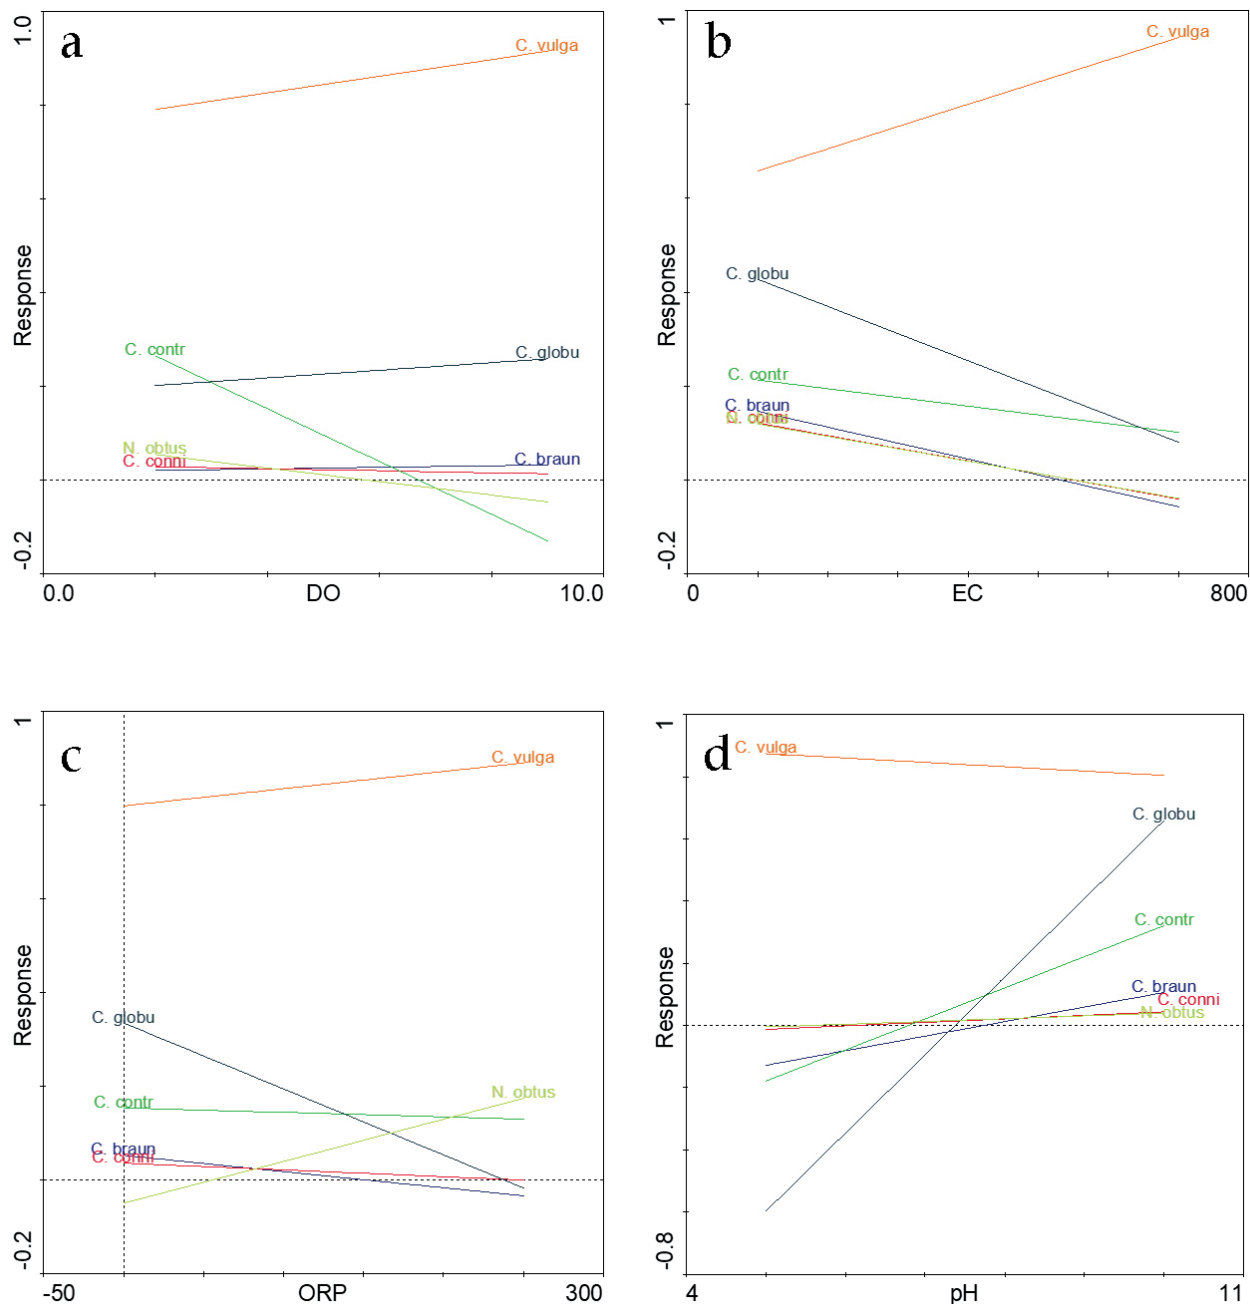 a
1.0
Response
-0.2
C. vulga
C. contr
C. globu
N. obtus
C. conni
C. braun
0.0 DO 10.0
b
1
Response
-0.2
C. vulga
C. globu
C. contr
C. braun
C. conni
N. obtus
0 EC 800
c
1
Response
-0.2
C. vulga
C. globu
N. obtus
C. contr
C. braun
C. conni
-50 ORP 300
d
1
Response
-0.8
C. vulga
C. globu
C. contr
C. braun
C. conni
N. obtus
4 pH 11